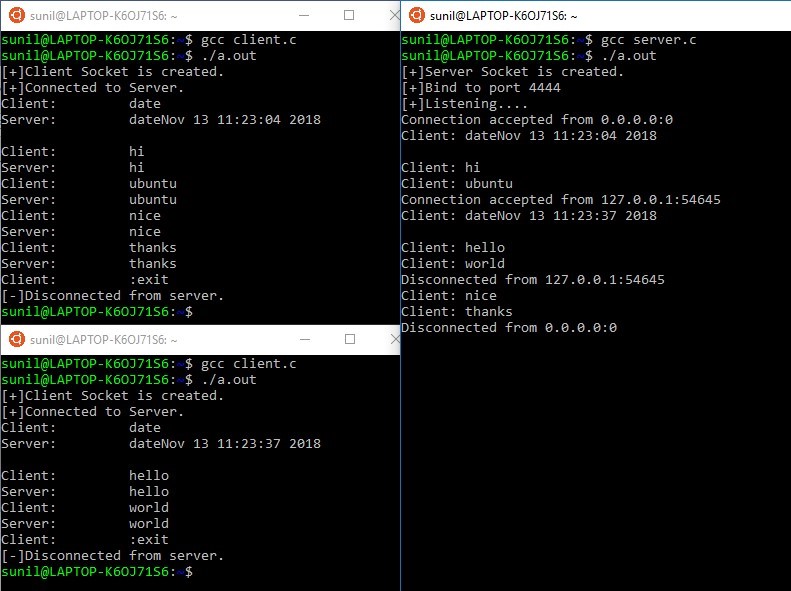 sunil@LAPTOP-K6OJ71S6: ~
sunil@LAPTOP-K6OJ71S6:~$ gcc client.c
sunil@LAPTOP-K6OJ71S6:~$ ./a.out
[+]Client Socket is created.
[+]Connected to Server.
Client: date
Server: dateNov 13 11:23:04 2018
Client: hi
Server: hi
Client: ubuntu
Server: ubuntu
Client: nice
Server: nice
Client: thanks
Server: thanks
Client: :exit
[-]Disconnected from server.
sunil@LAPTOP-K6OJ71S6:~$
sunil@LAPTOP-K6OJ71S6: ~
sunil@LAPTOP-K6OJ71S6:~$ gcc client.c
sunil@LAPTOP-K6OJ71S6:~$ ./a.out
[+]Client Socket is created.
[+]Connected to Server.
Client: date
Server: dateNov 13 11:23:37 2018
Client: hello
Server: hello
Client: world
Server: world
Client: :exit
[-]Disconnected from server.
sunil@LAPTOP-K6OJ71S6:~$
sunil@LAPTOP-K6OJ71S6: ~
sunil@LAPTOP-K6OJ71S6:~$ gcc server.c
sunil@LAPTOP-K6OJ71S6:~$ ./a.out
[+]Server Socket is created.
[+]Bind to port 4444
[+]Listening....
Connection accepted from 0.0.0.0:0
Client: dateNov 13 11:23:04 2018
Client: hi
Client: ubuntu
Connection accepted from 127.0.0.1:54645
Client: dateNov 13 11:23:37 2018
Client: hello
Client: world
Disconnected from 127.0.0.1:54645
Client: nice
Client: thanks
Disconnected from 0.0.0.0:0